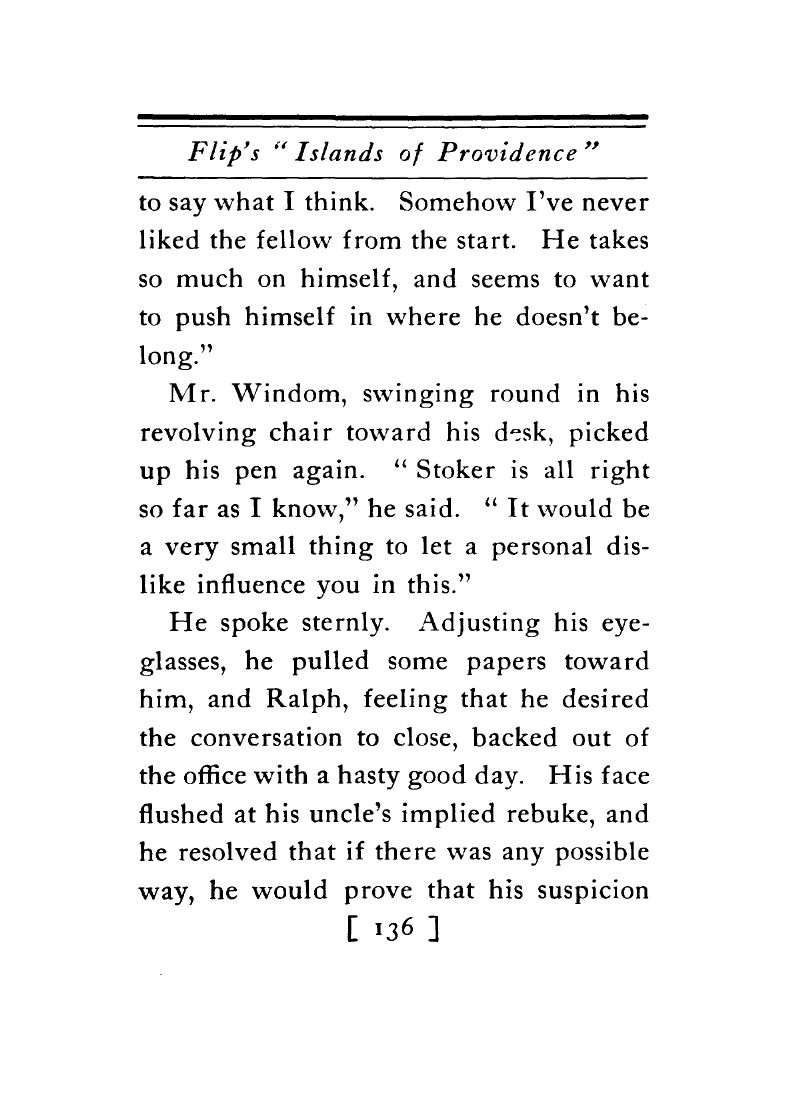 Flip's "Islands of Providence"
to say what I think. Somehow I've never
liked the fellow from the start. He takes
so much on himself, and seems to want
to push himself in where he doesn't be-
long."
Mr. Windom, swinging round in his
revolving chair toward his desk, picked
up his pen again. "Stoker is all right
so far as I know," he said. "It would be
a very small thing to let a personal dis-
like influence you in this."
He spoke sternly. Adjusting his eye-
glasses, he pulled some papers toward
him, and Ralph, feeling that he desired
the conversation to close, backed out of
the office with a hasty good day. His face
flushed at his uncle's implied rebuke, and
he resolved that if there was any possible
way, he would prove that his suspicion
[ 136 ]